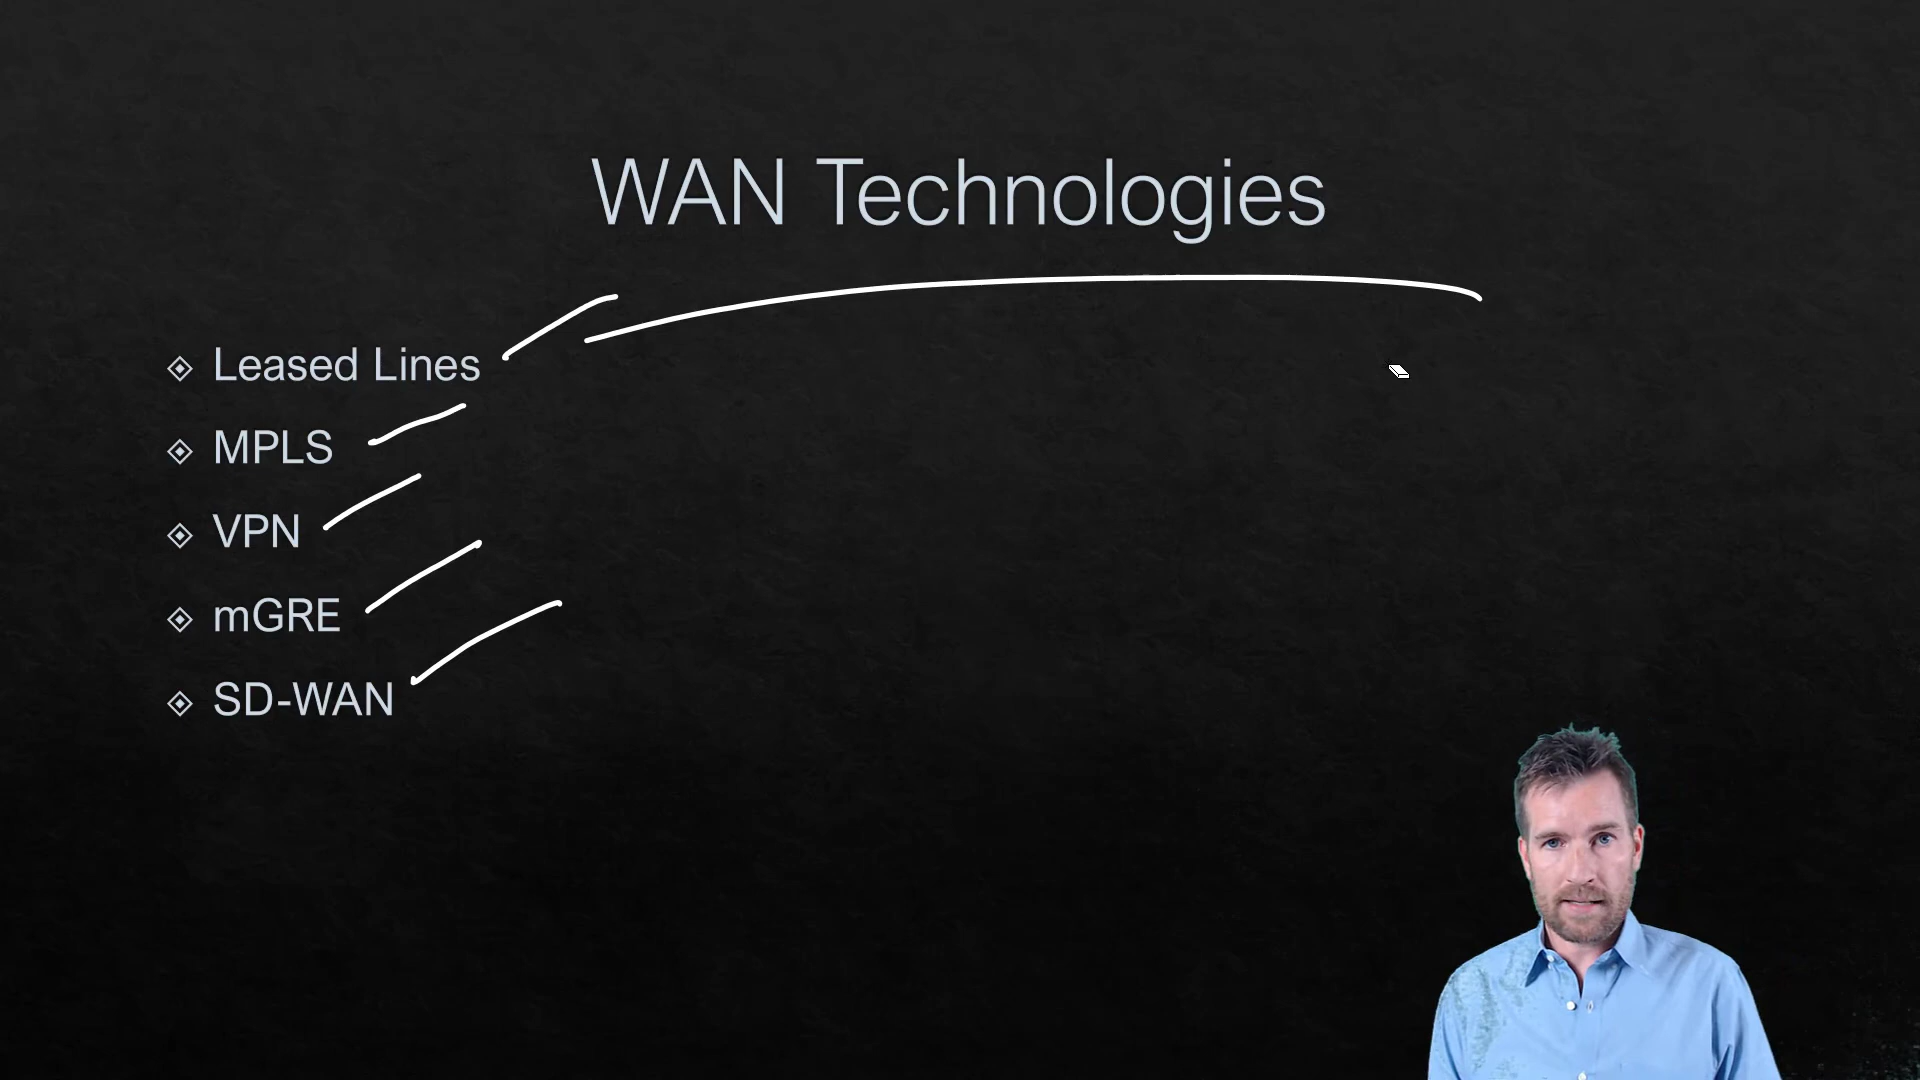 WAN Technologies
Leased Lines
MPLS
VPN
mGRE
SD-WAN